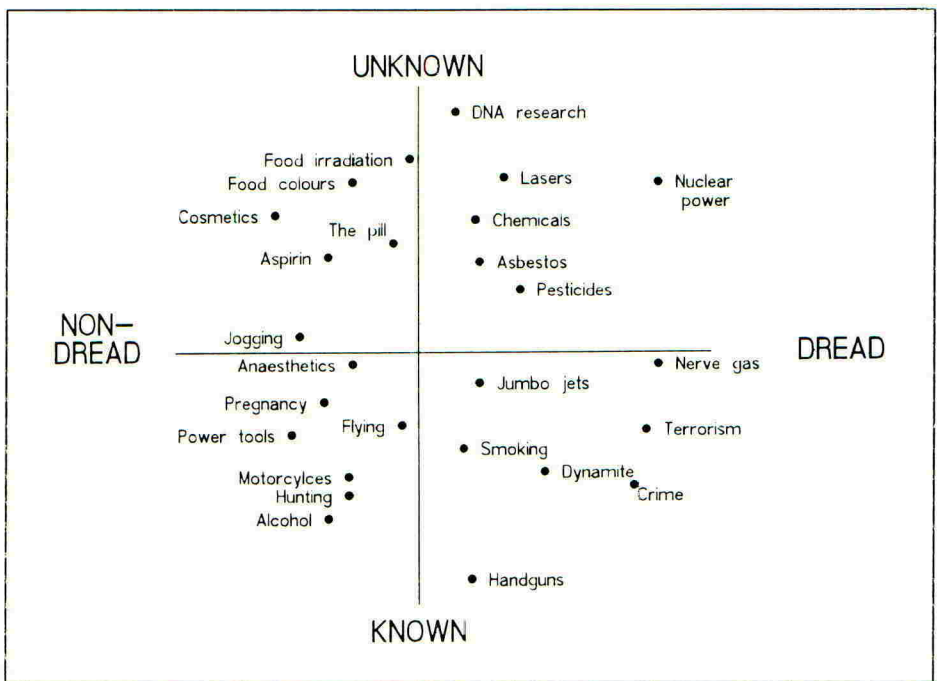 UNKNOWN
DNA research
Food irradiation
Lasers
Nuclear
power
Food colours
Cosmetics
Chemicals
The pill
Aspirin
Asbestos
Pesticides
NON-
DREAD
Jogging
DREAD
Anaesthetics
Nerve gas
Jumbo jets
Pregnancy
Flying
Terrorism
Power tools
Smoking
Dynamite
Motorcylces
Crime
Hunting
Alcohol
Handguns
KNOWN